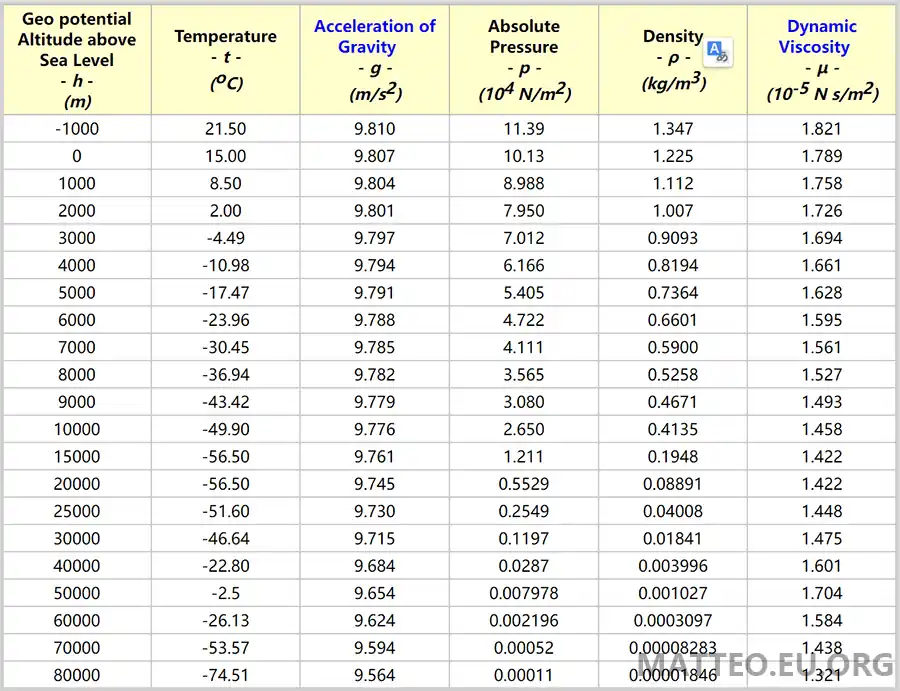 Geo potential Altitude above Sea Level - h - (m) Temperature - t - (ºC) Acceleration of Gravity - g - (m/s2) Absolute Pressure - p - (104 N/m2) Density - ρ - (kg/m3) Dynamic Viscosity - μ - (10-5 N s/m2)
-1000 21.50 9.810 11.39 1.347 1.821
0 15.00 9.807 10.13 1.225 1.789
1000 8.50 9.804 8.988 1.112 1.758
2000 2.00 9.801 7.950 1.007 1.726
3000 -4.49 9.797 7.012 0.9093 1.694
4000 -10.98 9.794 6.166 0.8194 1.661
5000 -17.47 9.791 5.405 0.7364 1.628
6000 -23.96 9.788 4.722 0.6601 1.595
7000 -30.45 9.785 4.111 0.5900 1.561
8000 -36.94 9.782 3.565 0.5258 1.527
9000 -43.42 9.779 3.080 0.4671 1.493
10000 -49.90 9.776 2.650 0.4135 1.458
15000 -56.50 9.761 1.211 0.1948 1.422
20000 -56.50 9.745 0.5529 0.08891 1.422
25000 -51.60 9.730 0.2549 0.04008 1.448
30000 -46.64 9.715 0.1197 0.01841 1.475
40000 -22.80 9.684 0.0287 0.003996 1.601
50000 -2.5 9.654 0.007978 0.001027 1.704
60000 -26.13 9.624 0.002196 0.0003097 1.584
70000 -53.57 9.594 0.00052 0.00008283 1.438
80000 -74.51 9.564 0.00011 0.00001846 1.321
MATTEO.EU.ORG